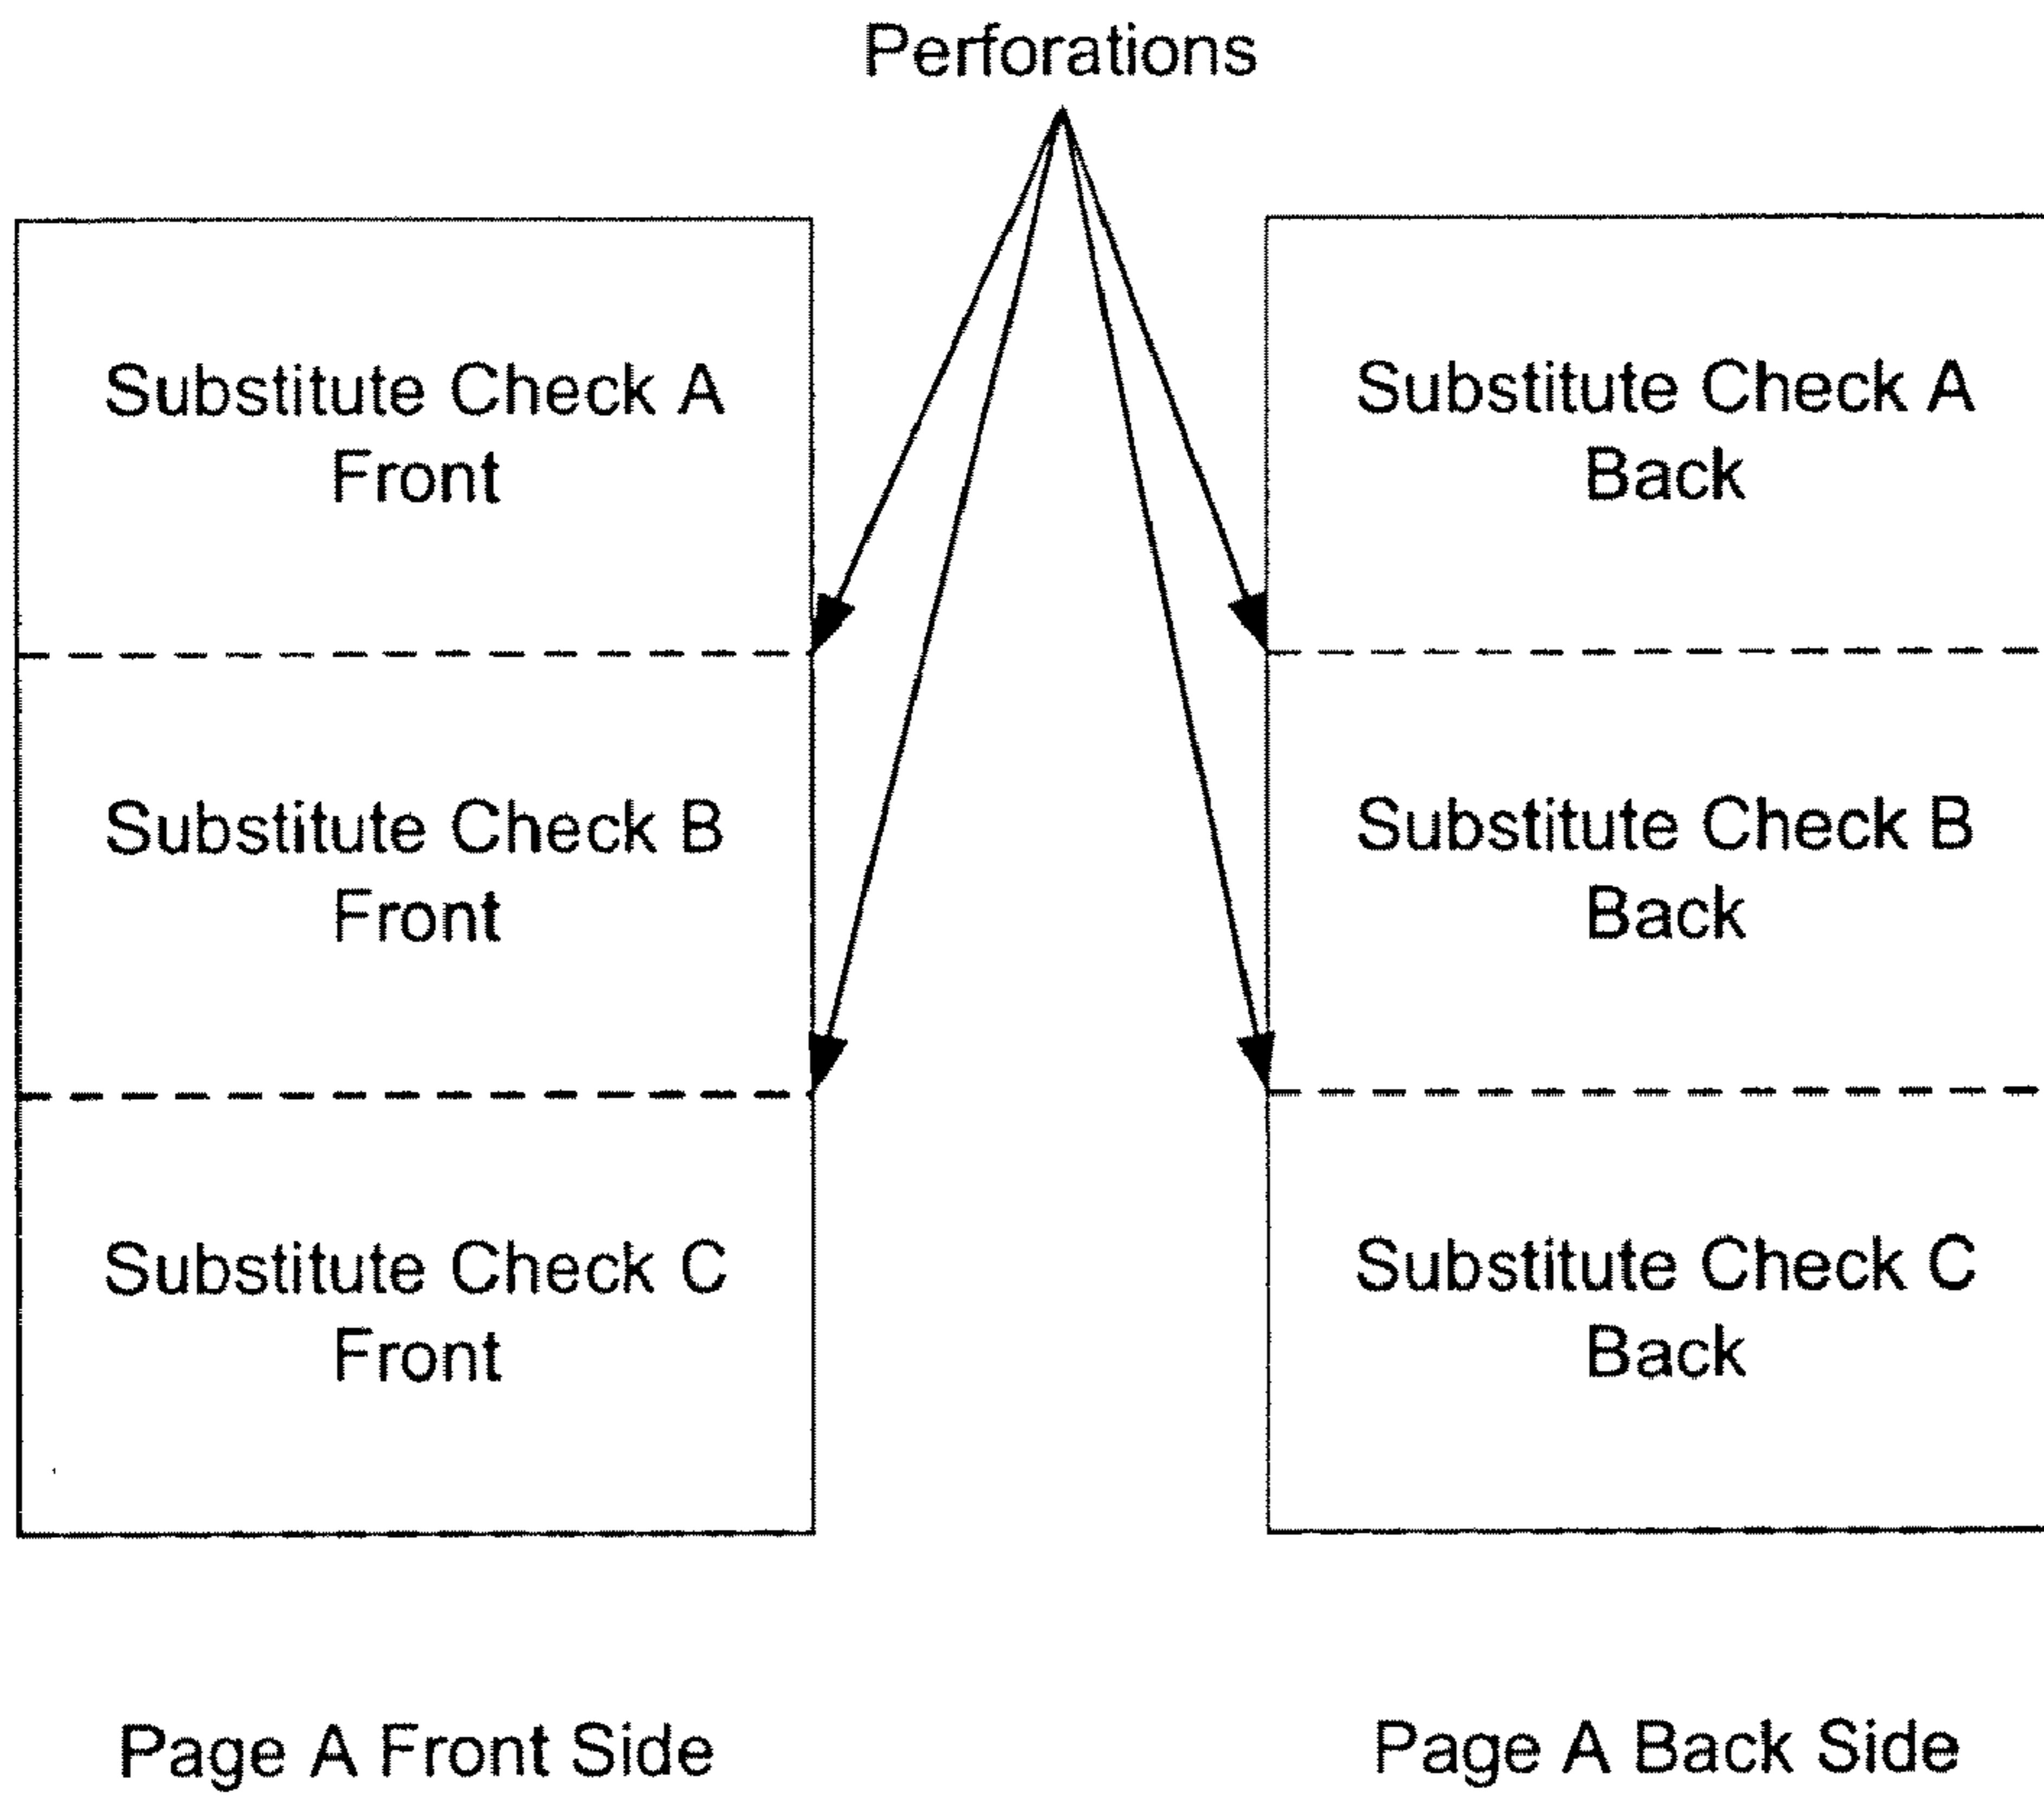 Perforations
Substitute Check A
Front
Substitute Check B
Front
Substitute Check C
Front
Page A Front Side
Substitute Check A
Back
Substitute Check B
Back
Substitute Check C
Back
Page A Back Side